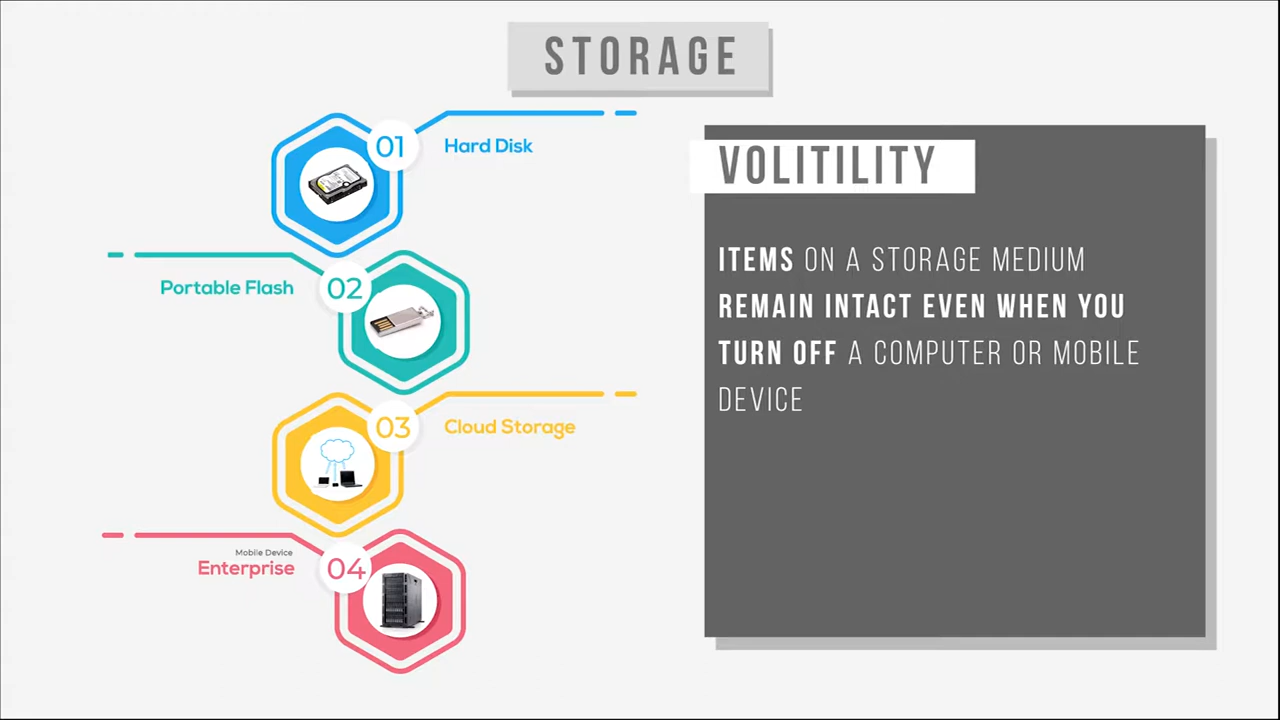 STORAGE
01
Hard Disk
Portable Flash
02
03
Cloud Storage
Mobile Device
Enterprise
04
VOLITILITY
ITEMS ON A STORAGE MEDIUM
REMAIN INTACT EVEN WHEN YOU
TURN OFF A COMPUTER OR MOBILE
DEVICE